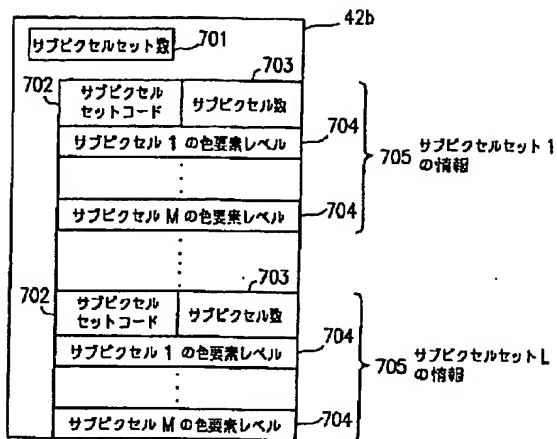 42b
サブピクセルセット数 701
703
702
サブピクセル
セットコード
サブピクセル数
サブピクセル 1 の色要素レベル
704
サブピクセル M の色要素レベル
704
705 サブピクセルセット 1
の情報
703
702
サブピクセル
セットコード
サブピクセル数
サブピクセル 1 の色要素レベル
704
サブピクセル M の色要素レベル
704
705 サブピクセルセット L
の情報